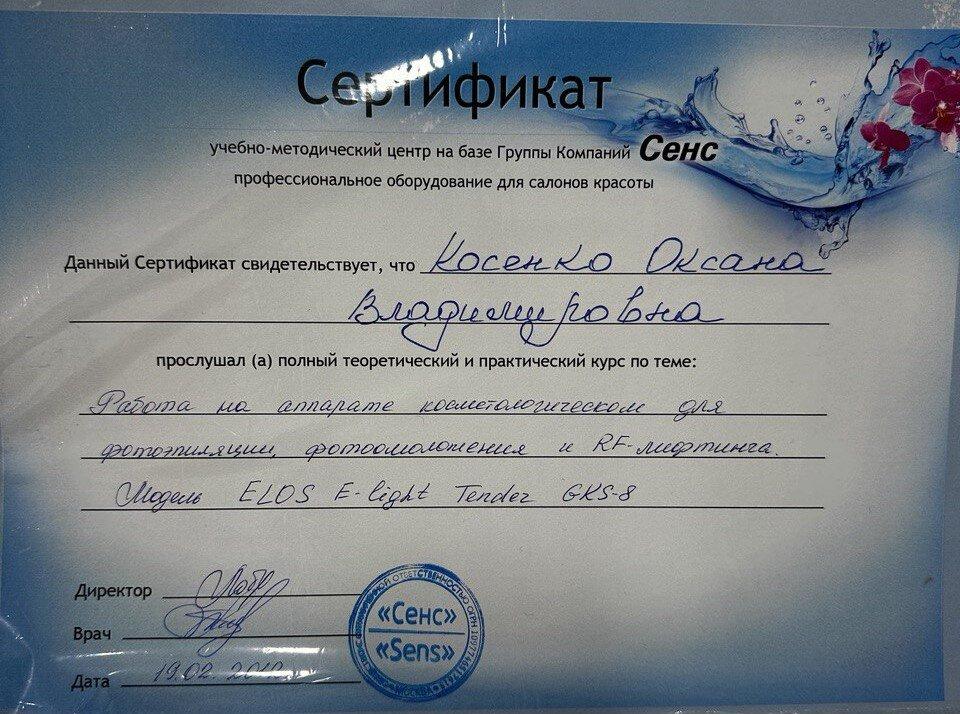 Сертификат
учебно-методический центр на базе Группы Компаний Сенс
профессиональное оборудование для салонов красоты
Данный Сертификат свидетельствует, что Косенко Оксана
Владимировна
прослушал (а) полный теоретический и практический курс по теме:
Работа на аппарате косметологическом для
фотоэпиляции, фотоомоложения и RF-лифтинга.
Модель ELOS E-light Tender GKS-8
Директор
Врач
Дата 19.02.
«Сенс»
«Sens»
МОСКВА